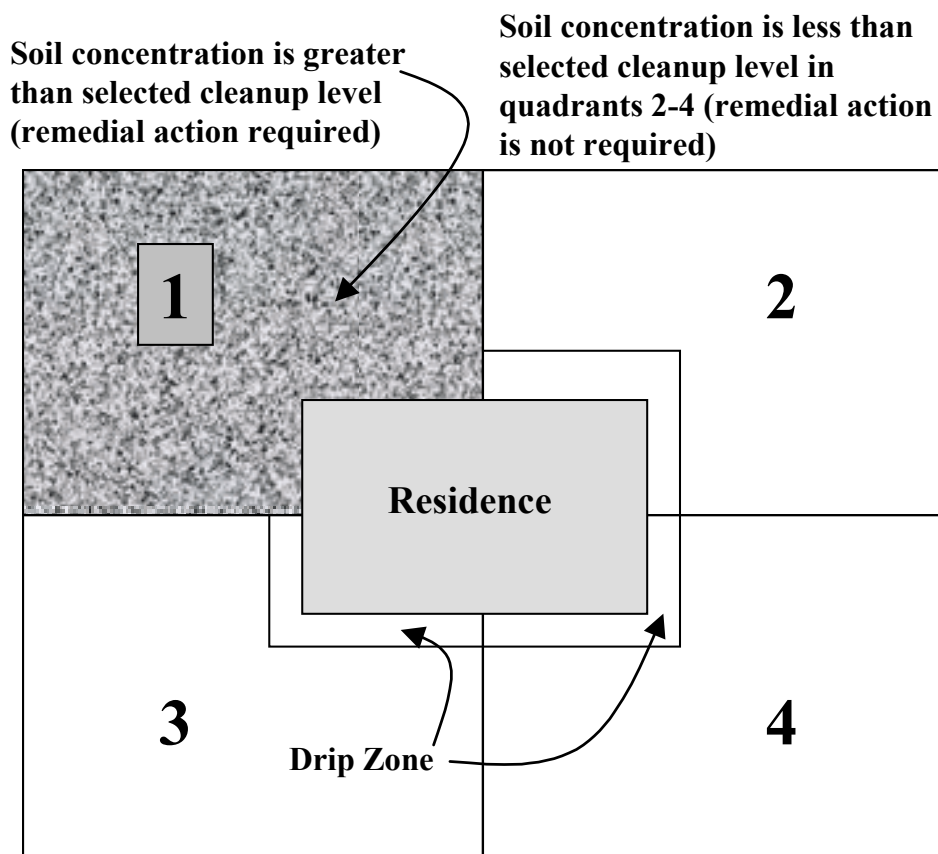 Soil concentration is greater
than selected cleanup level
(remedial action required)
Soil concentration is less than
selected cleanup level in
quadrants 2-4 (remedial action
is not required)
1
2
Residence
3
4
Drip Zone